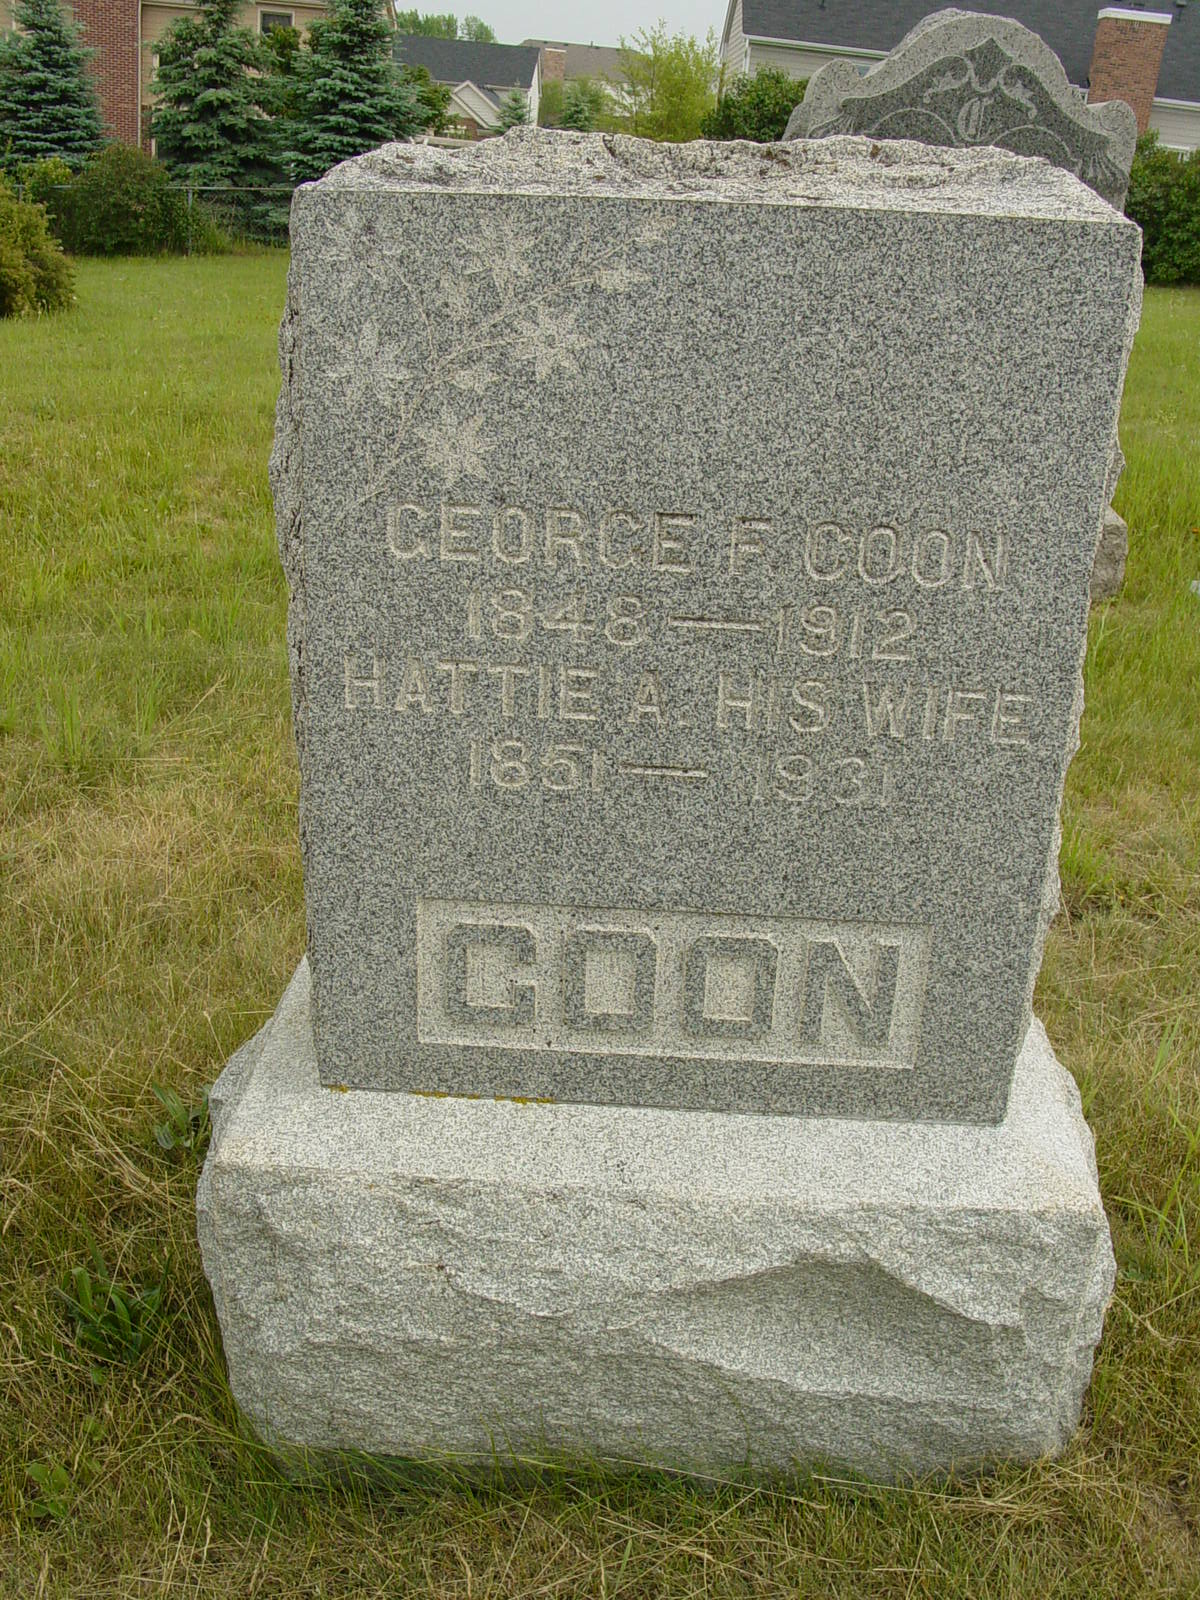 GEORGE F. COON
1848 — 1912
HATTIE A. HIS WIFE
1851 — 1931
COON